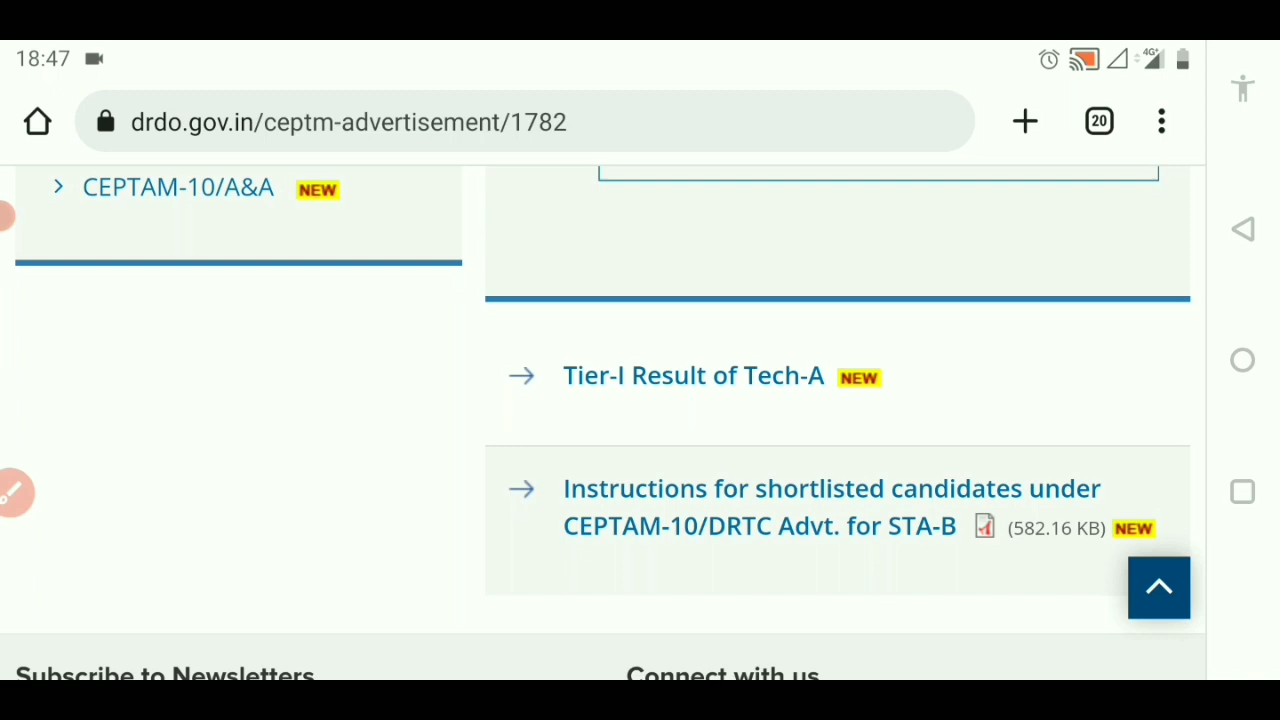 18:47
4G+
drdo.gov.in/ceptm-advertisement/1782
20
CEPTAM-10/A&A NEW
Tier-I Result of Tech-A NEW
Instructions for shortlisted candidates under
CEPTAM-10/DRTC Advt. for STA-B (582.16 KB) NEW
Subscribe to Newsletters
Connect with us